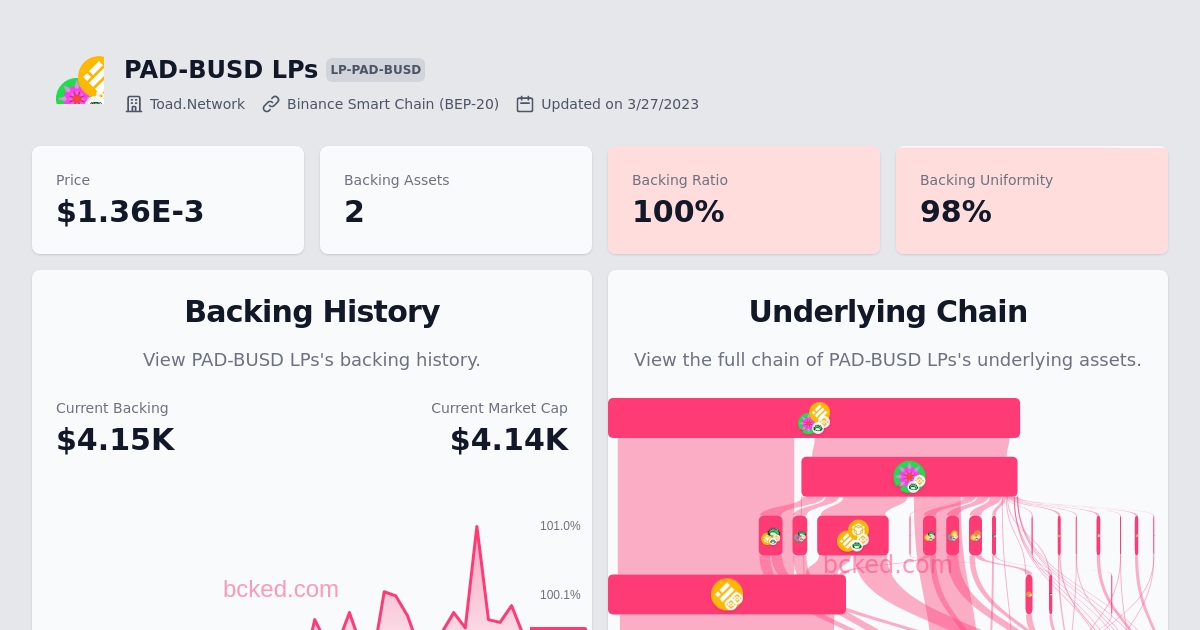 PAD-BUSD LPs LP-PAD-BUSD
Toad.Network Binance Smart Chain (BEP-20) Updated on 3/27/2023
Price
$1.36E-3
Backing Assets
2
Backing Ratio
100%
Backing Uniformity
98%
Backing History
View PAD-BUSD LPs's backing history.
Current Backing
$4.15K
Current Market Cap
$4.14K
101.0%
100.1%
bcked.com
Underlying Chain
View the full chain of PAD-BUSD LPs's underlying assets.
bcked.com